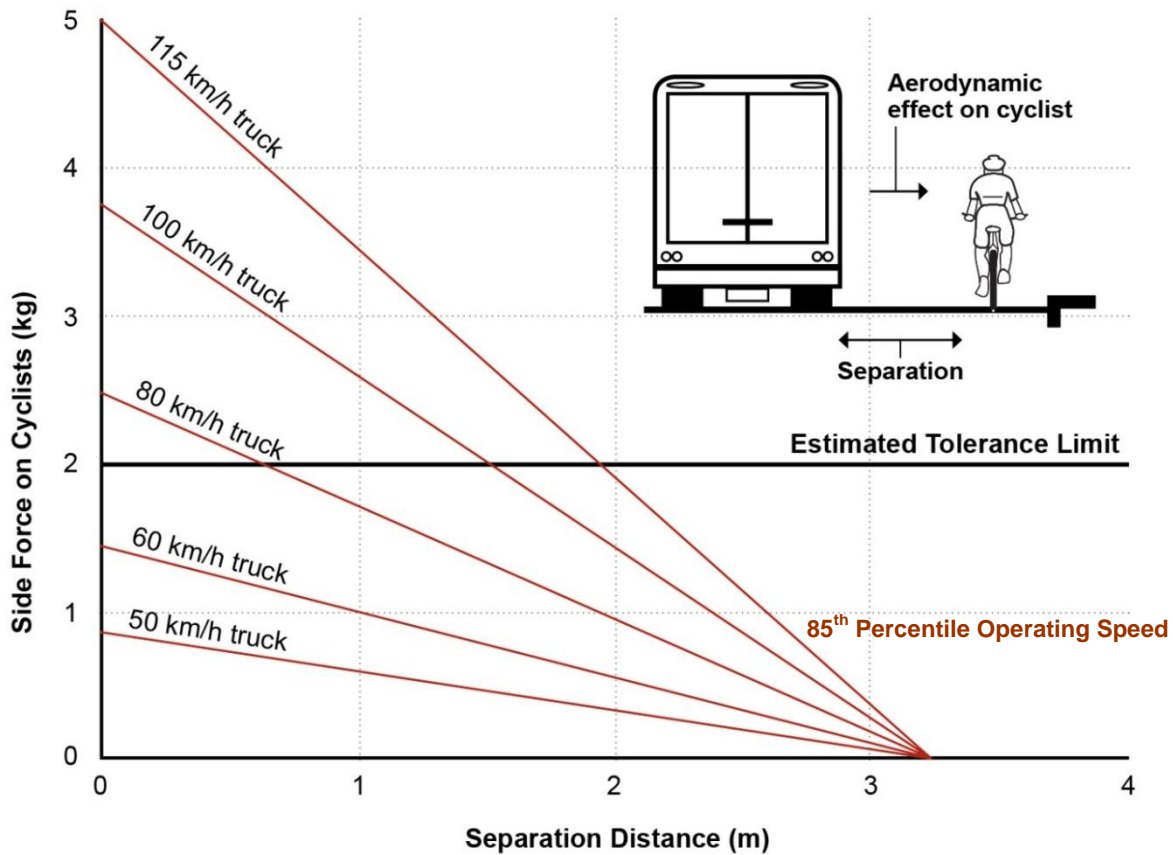 5
4
3
2
1
0
Side Force on Cyclists (kg)
115 km/h truck
100 km/h truck
80 km/h truck
60 km/h truck
50 km/h truck
Aerodynamic
effect on cyclist
Separation
Estimated Tolerance Limit
85th Percentile Operating Speed
0
1
2
3
4
Separation Distance (m)